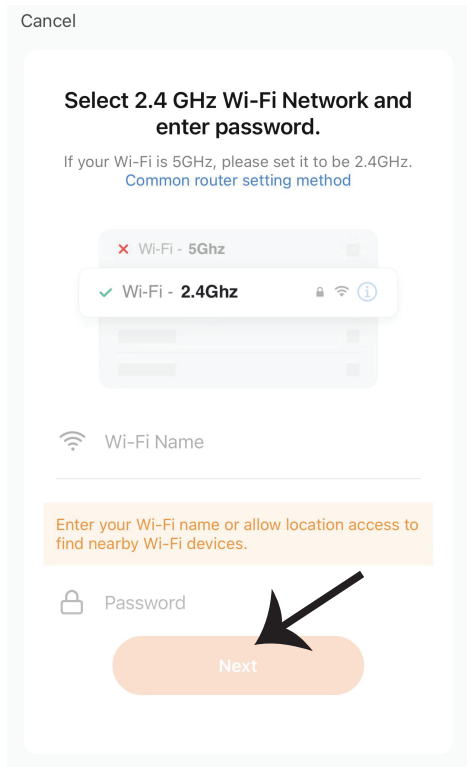 Cancel
Select 2.4 GHz Wi-Fi Network and
enter password.
If your Wi-Fi is 5GHz, please set it to be 2.4GHz.
Common router setting method
Wi-Fi - 5Ghz
Wi-Fi - 2.4Ghz
Wi-Fi Name
Enter your Wi-Fi name or allow location access to
find nearby Wi-Fi devices.
Password
Next